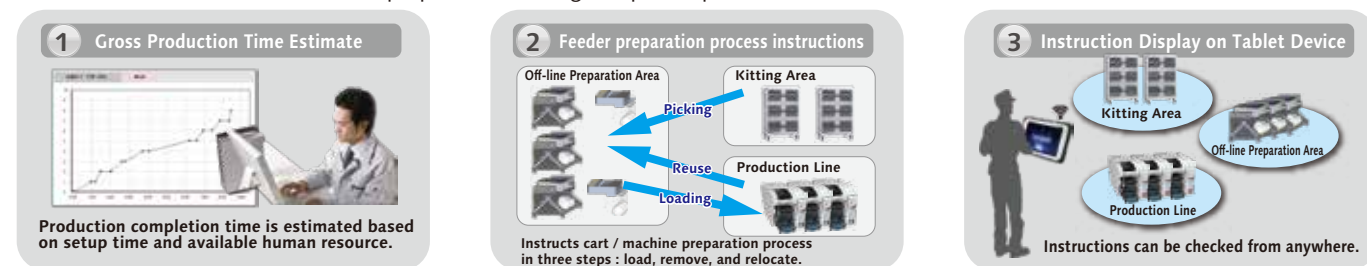 1 Gross Production Time Estimate
Production completion time is estimated based
on setup time and available human resource.
2 Feeder preparation process instructions
Off-line Preparation Area
Kitting Area
Picking
Reuse
Production Line
Loading
Instructs cart / machine preparation process
in three steps : load, remove, and relocate.
3 Instruction Display on Tablet Device
Kitting Area
Off-line Preparation Area
Production Line
Instructions can be checked from anywhere.